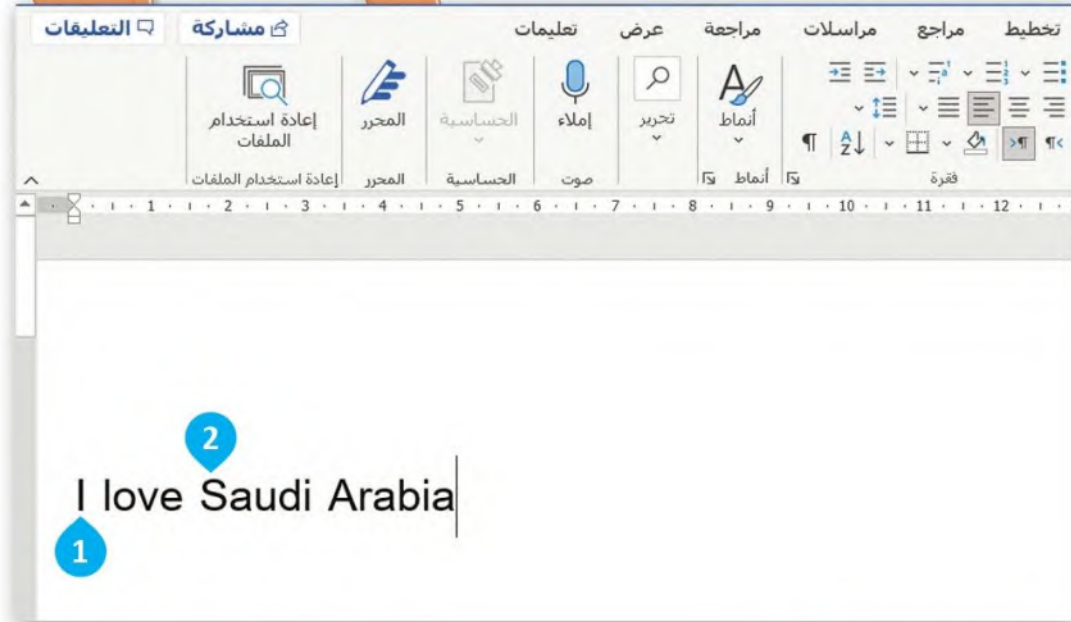 تخطيط مراجع مراسلات مراجعة عرض تعليمات مشاركة التعليقات
أنماط تحرير إملاء الحساسية المحرر إعادة استخدام
الملفات
فقرة أنماط صوت الحساسية المحرر إعادة استخدام الملفات
1 2 3 4 5 6 7 8 9 10 11 12
2
I love Saudi Arabia
1